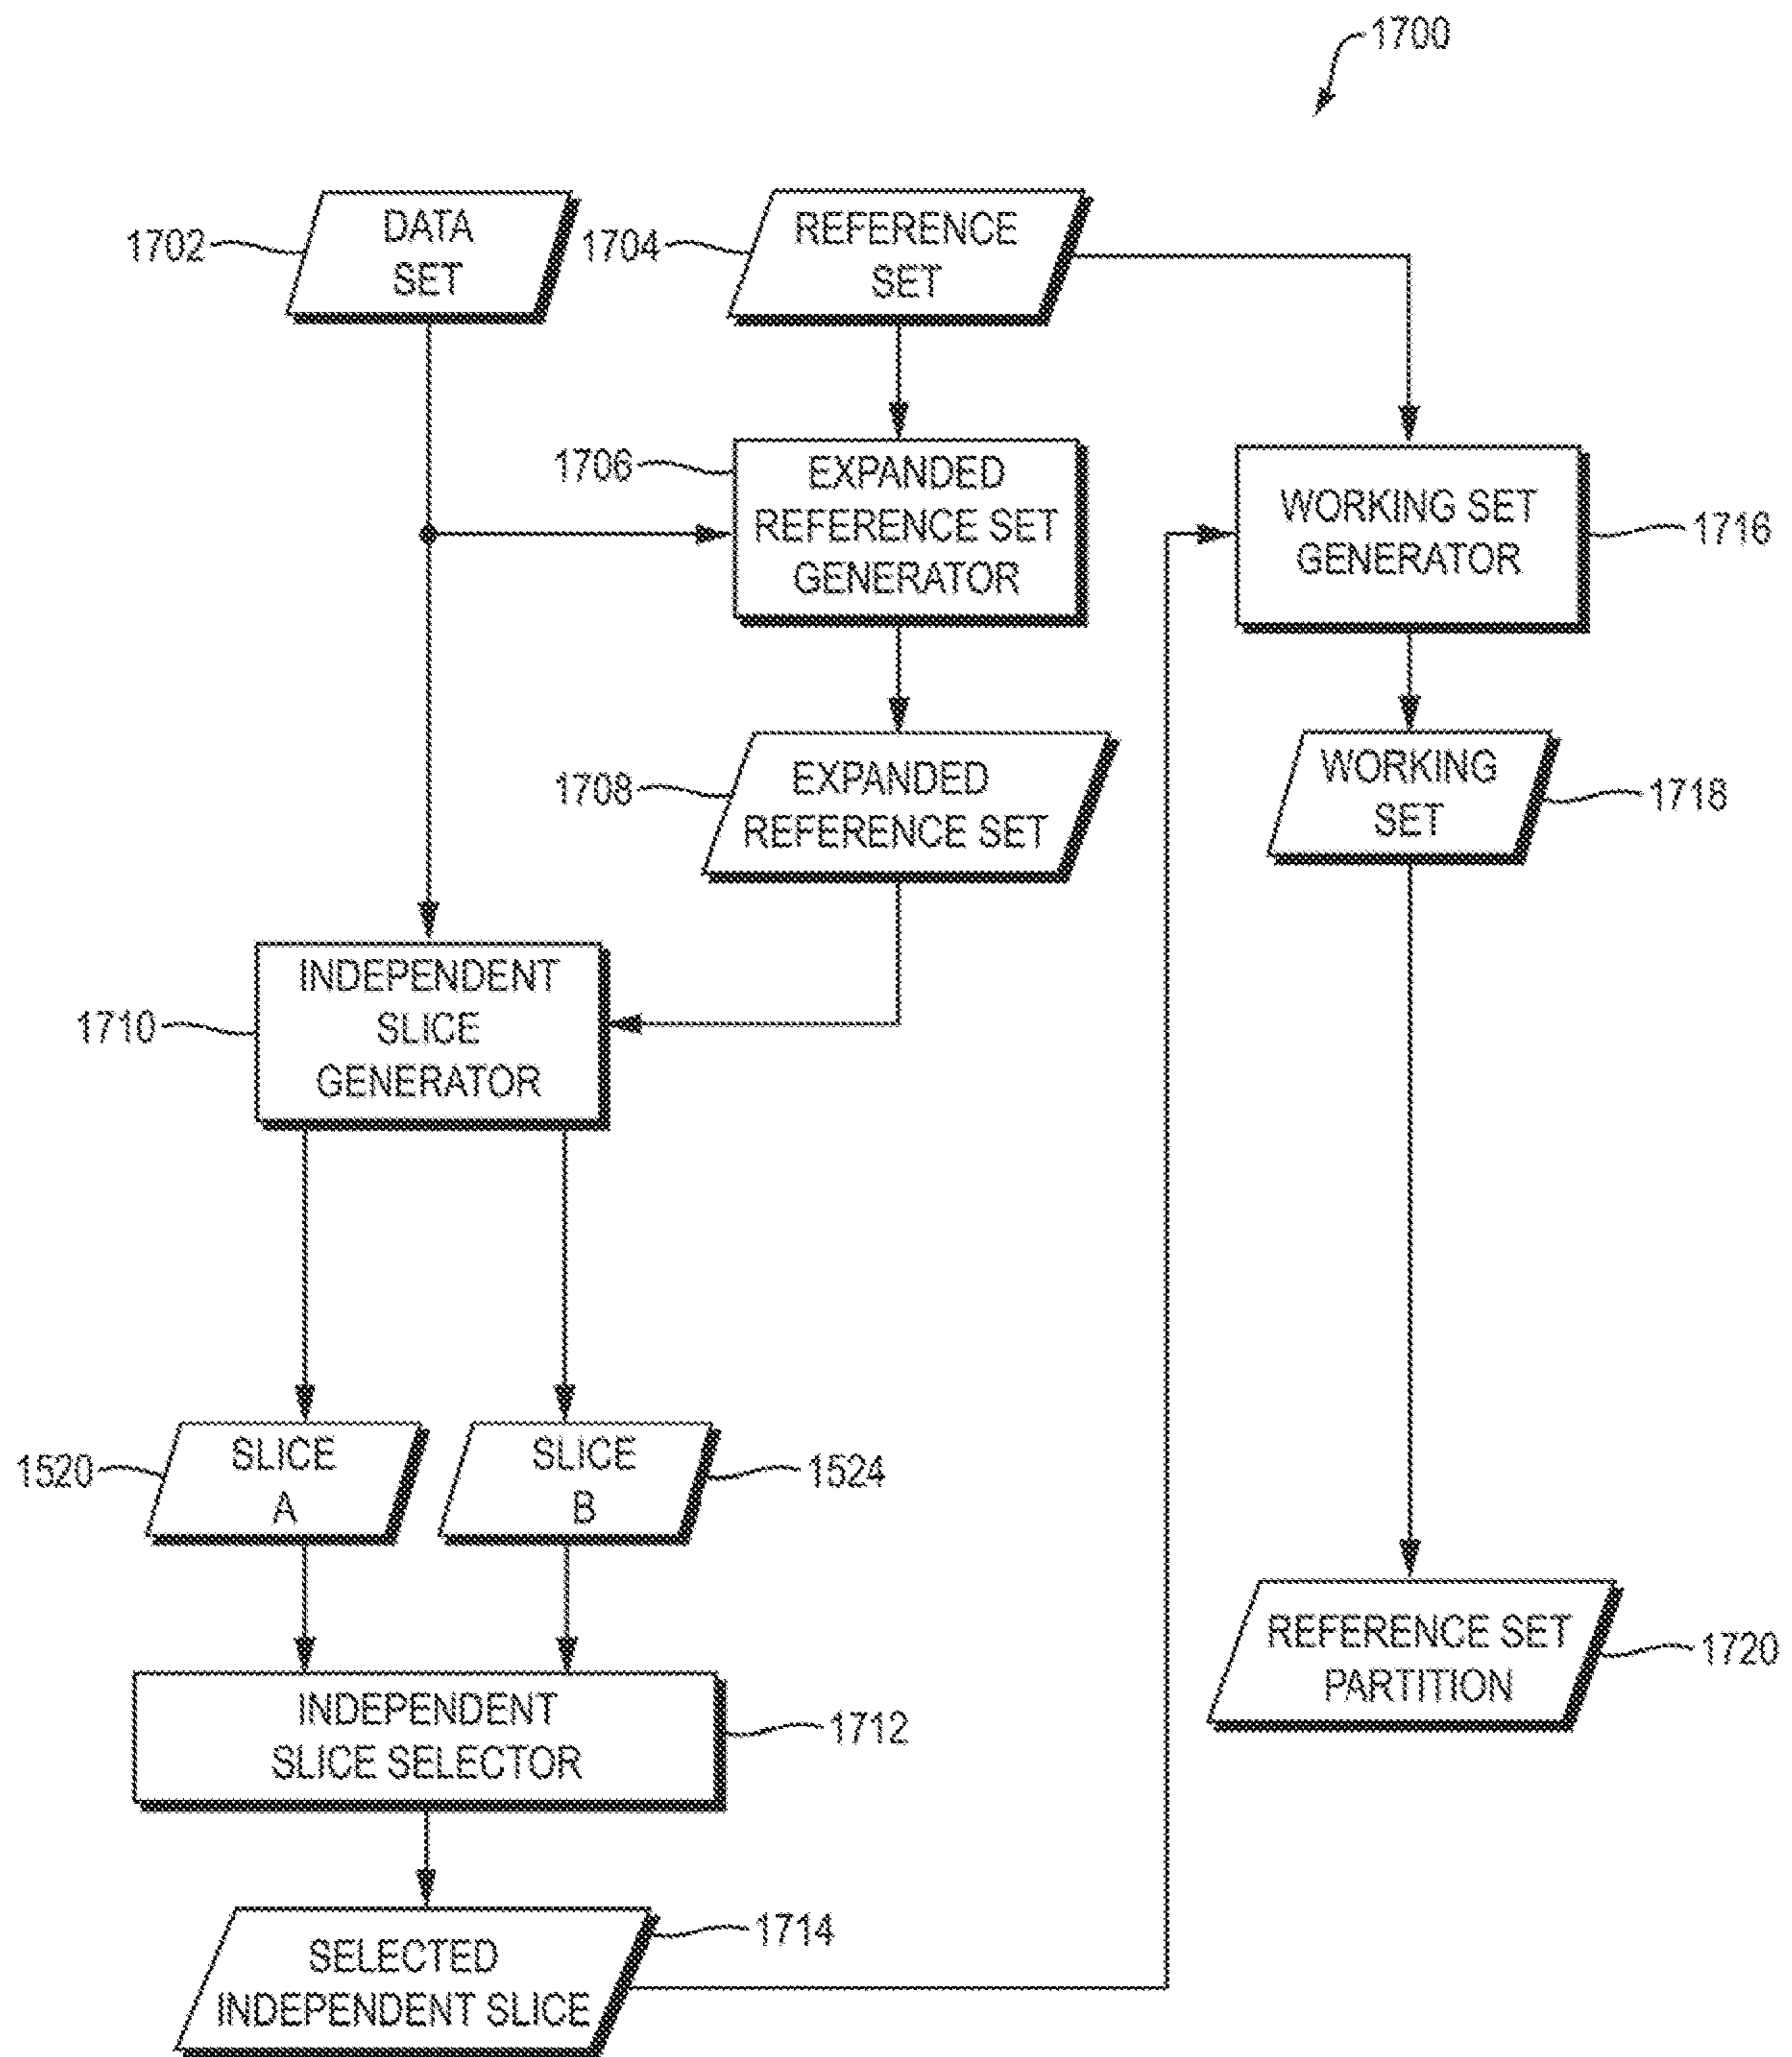 1700
1702
DATA
SET
1704
REFERENCE
SET
1706
EXPANDED
REFERENCE SET
GENERATOR
WORKING SET
GENERATOR
1716
1708
EXPANDED
REFERENCE SET
WORKING
SET
1718
1710
INDEPENDENT
SLICE
GENERATOR
1520
SLICE
A
SLICE
B
1524
REFERENCE SET
PARTITION
1720
INDEPENDENT
SLICE SELECTOR
1712
1714
SELECTED
INDEPENDENT SLICE